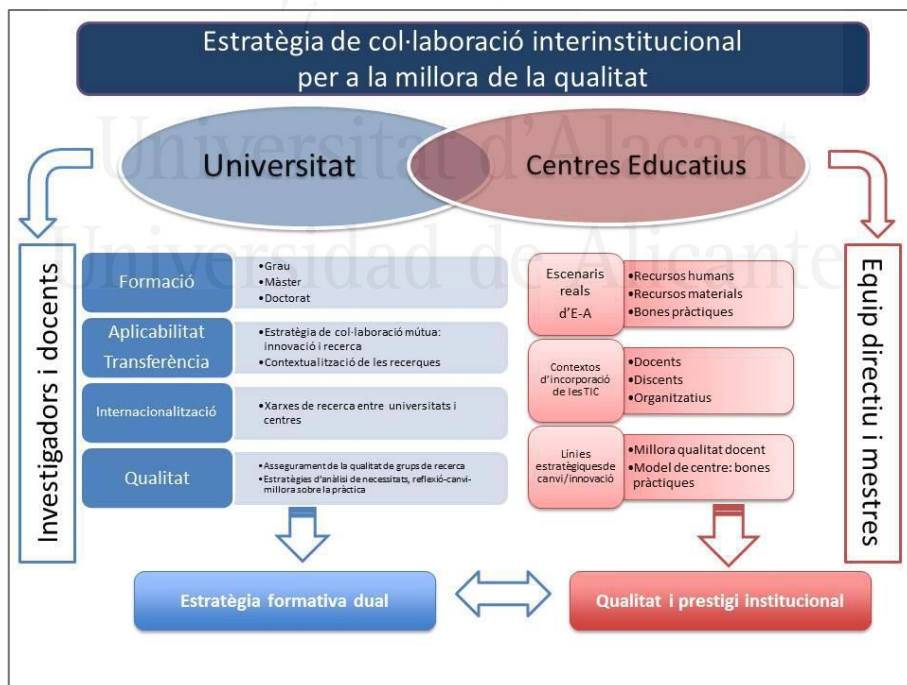 Estratègia de col·laboració interinstitucional
per a la millora de la qualitat
Universitat d'Alacant
Universidad de Alicante
Universitat
Centres Educatius
Investigadors i docents
Formació
•Grau
•Màster
•Doctorat
Aplicabilitat
Transferència
•Estratègia de col·laboració mútua:
innovació i recerca
•Contextualització de les recerques
Internacionalització
•Xarxes de recerca entre universitats i
centres
Qualitat
•Assegurament de la qualitat de grups de recerca
•Estratègies d'anàlisi de necessitats, reflexió-canvi-
millora sobre la pràctica
Escenaris
reals
d'E-A
•Recursos humans
•Recursos materials
•Bones pràctiques
Contextos
d'incorporació
de les TIC
•Docents
•Discents
•Organitzatius
Línies
estratègiques de
canvi/innovació
•Millora qualitat docent
•Model de centre: bones
pràctiques
Equip directiu i mestres
Estratègia formativa dual
Qualitat i prestigi institucional